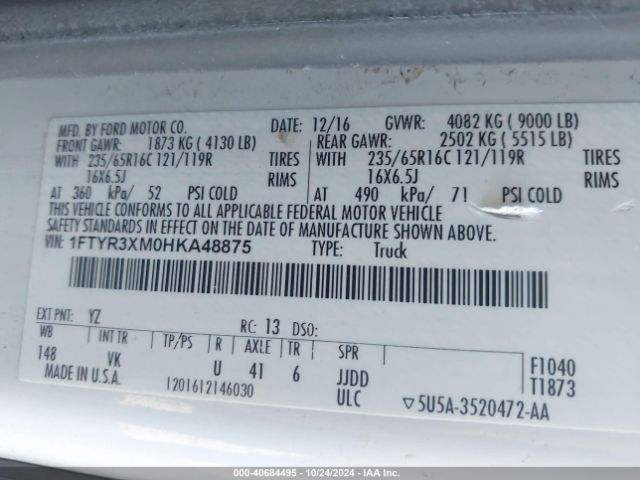 MFD. BY FORD MOTOR CO. DATE: 12/16 GVWR: 4082 KG ( 9000 LB)
FRONT GAWR: 1873 KG ( 4130 LB) REAR GAWR: 2502 KG ( 5515 LB)
WITH 235/65R16C 121/119R TIRES WITH 235/65R16C 121/119R TIRES
16X6.5J RIMS 16X6.5J RIMS
AT 360 kPa/ 52 PSI COLD AT 490 kPa/ 71 PSI COLD
THIS VEHICLE CONFORMS TO ALL APPLICABLE FEDERAL MOTOR VEHICLE
SAFETY STANDARDS IN EFFECT ON THE DATE OF MANUFACTURE SHOWN ABOVE.
VIN: 1FTYR3XM0HKA48875 TYPE: Truck
EXT PNT: YZ RC: 13 DSO:
WB INT TR TP/PS R AXLE TR SPR F1040
148 VK U 41 6 JJDD T1873
MADE IN U.S.A. 1201612146030 ULC ▽5U5A-3520472-AA
000-40684495 - 10/24/2024 - IAA Inc.